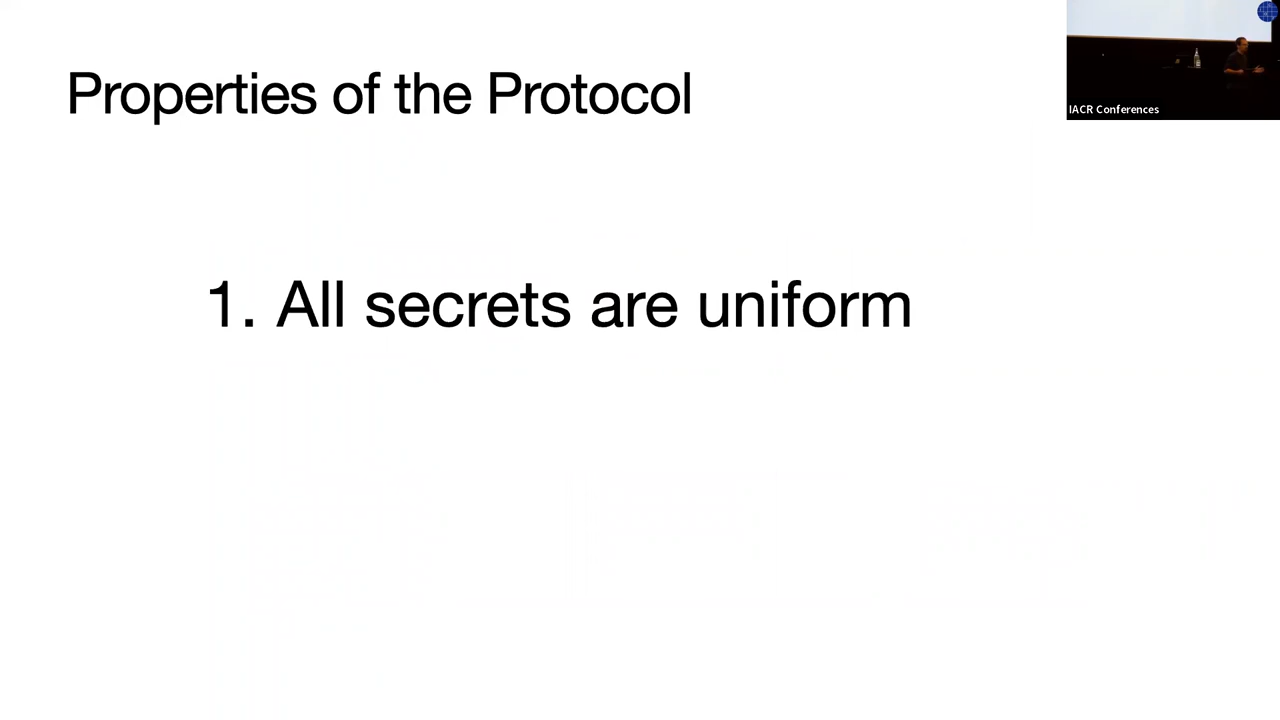 Properties of the Protocol
IACR Conferences
1. All secrets are uniform